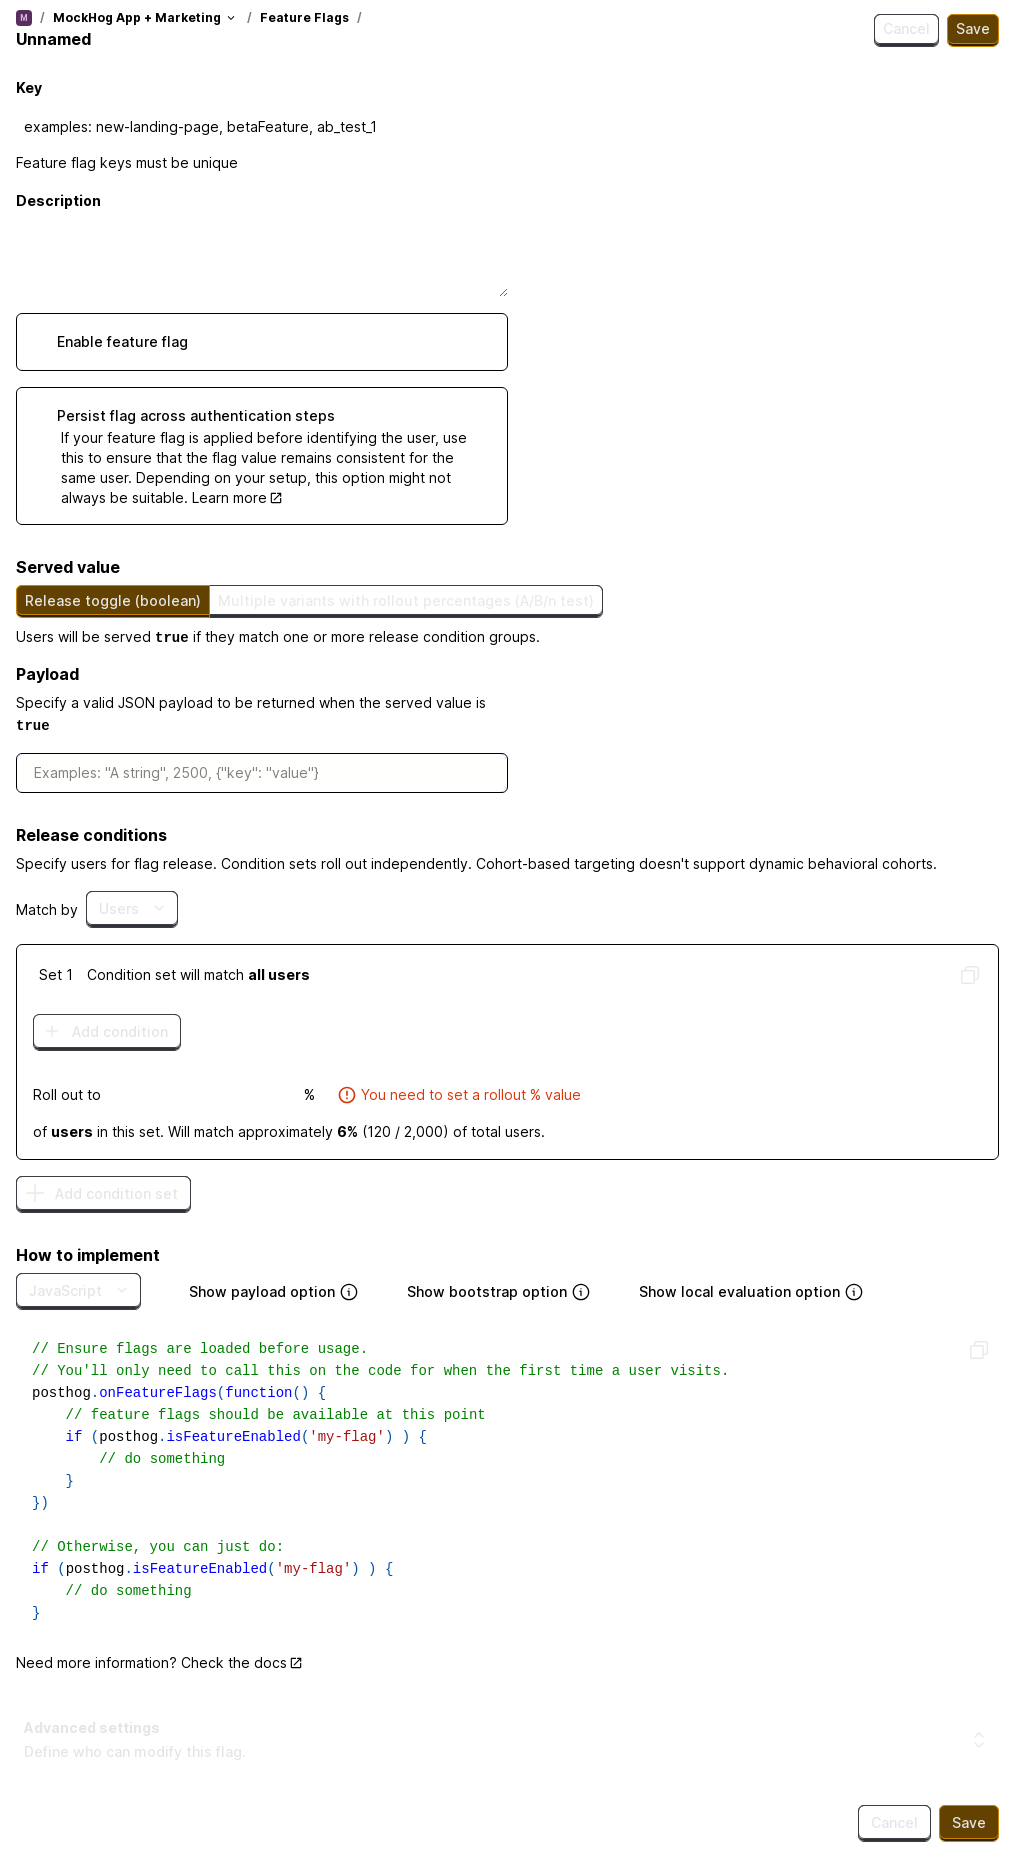 M / MockHog App + Marketing / Feature Flags /
Unnamed
Cancel Save
Key
examples: new-landing-page, betaFeature, ab_test_1
Feature flag keys must be unique
Description
Enable feature flag
Persist flag across authentication steps
If your feature flag is applied before identifying the user, use
this to ensure that the flag value remains consistent for the
same user. Depending on your setup, this option might not
always be suitable. Learn more
Served value
Release toggle (boolean) Multiple variants with rollout percentages (A/B/n test)
Users will be served true if they match one or more release condition groups.
Payload
Specify a valid JSON payload to be returned when the served value is
true
Examples: "A string", 2500, {"key": "value"}
Release conditions
Specify users for flag release. Condition sets roll out independently. Cohort-based targeting doesn't support dynamic behavioral cohorts.
Match by Users
Set 1 Condition set will match all users
Add condition
Roll out to % You need to set a rollout % value
of users in this set. Will match approximately 6% (120 / 2,000) of total users.
Add condition set
How to implement
JavaScript Show payload option Show bootstrap option Show local evaluation option
// Ensure flags are loaded before usage.
// You'll only need to call this on the code for when the first time a user visits.
posthog.onFeatureFlags(function() {
    // feature flags should be available at this point
    if (posthog.isFeatureEnabled('my-flag') ) {
        // do something
    }
})
// Otherwise, you can just do:
if (posthog.isFeatureEnabled('my-flag') ) {
    // do something
}
Need more information? Check the docs
Advanced settings
Define who can modify this flag.
Cancel Save